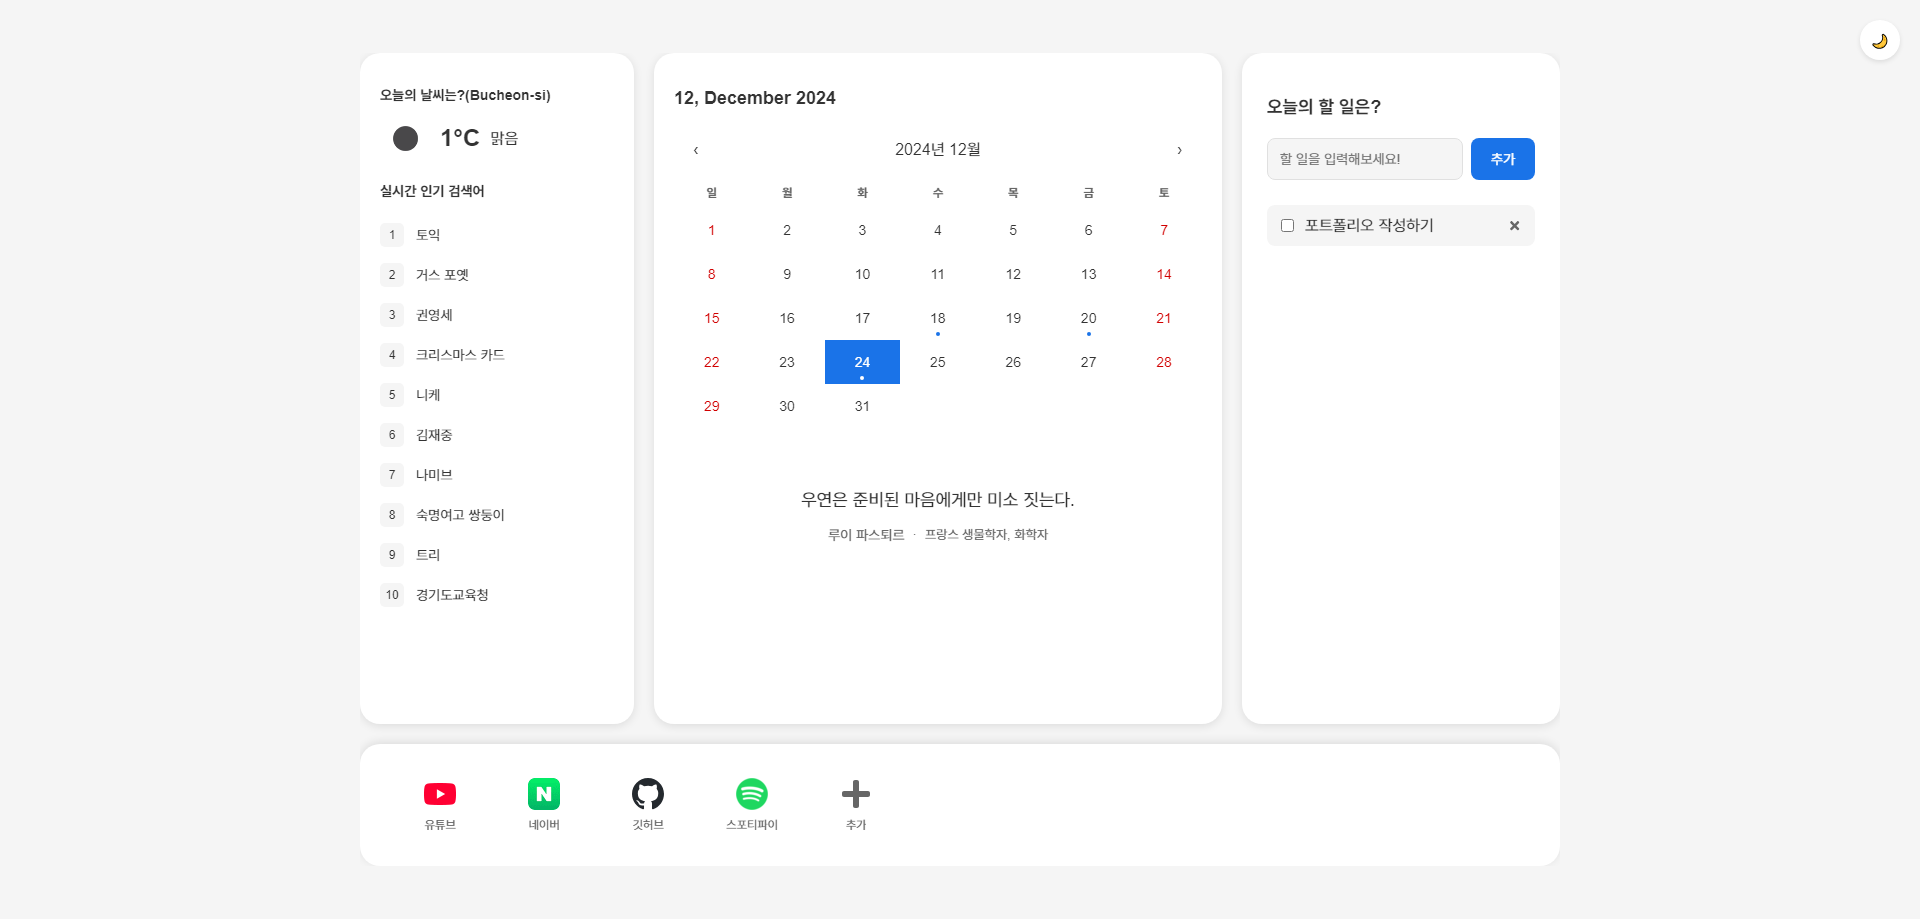 오늘의 날씨는?(Bucheon-si)
1°C 맑음
실시간 인기 검색어
1 토익
2 거스 포옛
3 권영세
4 크리스마스 카드
5 니케
6 김재중
7 나미브
8 숙명여고 쌍둥이
9 트리
10 경기도교육청
12, December 2024
‹ 2024년 12월 ›
일 월 화 수 목 금 토
1 2 3 4 5 6 7
8 9 10 11 12 13 14
15 16 17 18 19 20 21
22 23 24 25 26 27 28
29 30 31
우연은 준비된 마음에게만 미소 짓는다.
루이 파스퇴르 · 프랑스 생물학자, 화학자
오늘의 할 일은?
할 일을 입력해보세요! 추가
포트폴리오 작성하기
N
유튜브 네이버 깃허브 스포티파이 추가